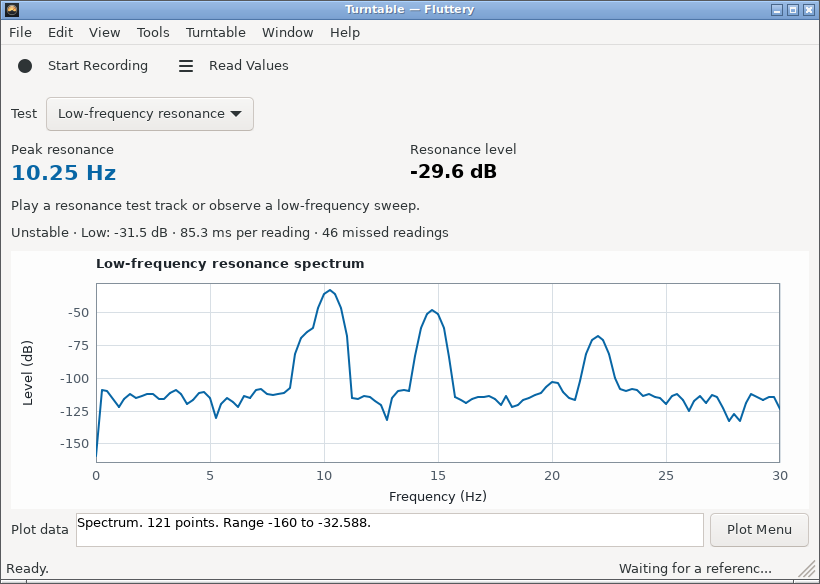 Turntable — Fluttery
File Edit View Tools Turntable Window Help
Start Recording Read Values
Test Low-frequency resonance
Peak resonance Resonance level
10.25 Hz -29.6 dB
Play a resonance test track or observe a low-frequency sweep.
Unstable · Low: -31.5 dB · 85.3 ms per reading · 46 missed readings
Low-frequency resonance spectrum
-50
-75
-100
-125
-150
Level (dB)
0 5 10 15 20 25 30
Frequency (Hz)
Plot data Spectrum. 121 points. Range -160 to -32.588. Plot Menu
Ready. Waiting for a referenc...